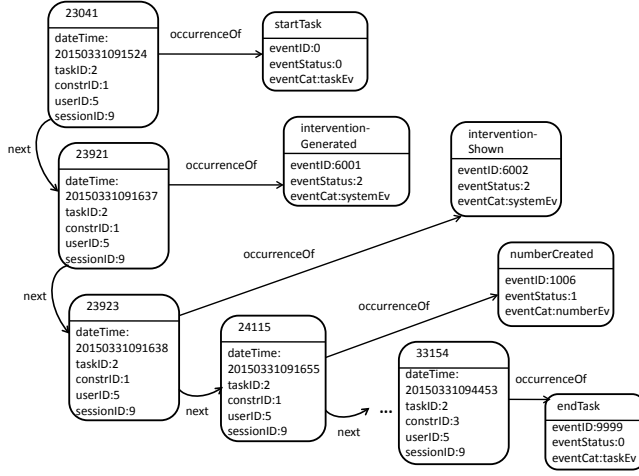 23041
dateTime:
20150331091524
taskID:2
constrID:1
userID:5
sessionID:9
occurrenceOf
startTask
eventID:0
eventStatus:0
eventCat:taskEv
next
23921
dateTime:
20150331091637
taskID:2
constrID:1
userID:5
sessionID:9
occurrenceOf
intervention-
Generated
eventID:6001
eventStatus:2
eventCat:systemEv
intervention-
Shown
eventID:6002
eventStatus:2
eventCat:systemEv
next
23923
dateTime:
20150331091638
taskID:2
constrID:1
userID:5
sessionID:9
occurrenceOf
numberCreated
eventID:1006
eventStatus:1
eventCat:numberEv
next
24115
dateTime:
20150331091655
taskID:2
constrID:1
userID:5
sessionID:9
occurrenceOf
next
...
33154
dateTime:
20150331094453
taskID:2
constrID:3
userID:5
sessionID:9
occurrenceOf
endTask
eventID:9999
eventStatus:0
eventCat:taskEv